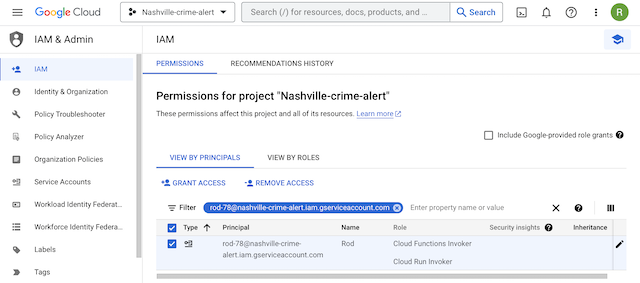 Google Cloud
Nashville-crime-alert
Search (/) for resources, docs, products, and ...
Search
R
IAM & Admin
IAM
IAM
Identity & Organization
Policy Troubleshooter
Policy Analyzer
Organization Policies
Service Accounts
Workload Identity Federat...
Workforce Identity Federa...
Labels
Tags
PERMISSIONS
RECOMMENDATIONS HISTORY
Permissions for project "Nashville-crime-alert"
These permissions affect this project and all of its resources. Learn more
Include Google-provided role grants
VIEW BY PRINCIPALS
VIEW BY ROLES
GRANT ACCESS
REMOVE ACCESS
Filter
rod-78@nashville-crime-alert.iam.gserviceaccount.com
Enter property name or value
Type
Principal
Name
Role
Security insights
Inheritance
rod-78@nashville-crime-
alert.iam.gserviceaccount.com
Rod
Cloud Functions Invoker
Cloud Run Invoker